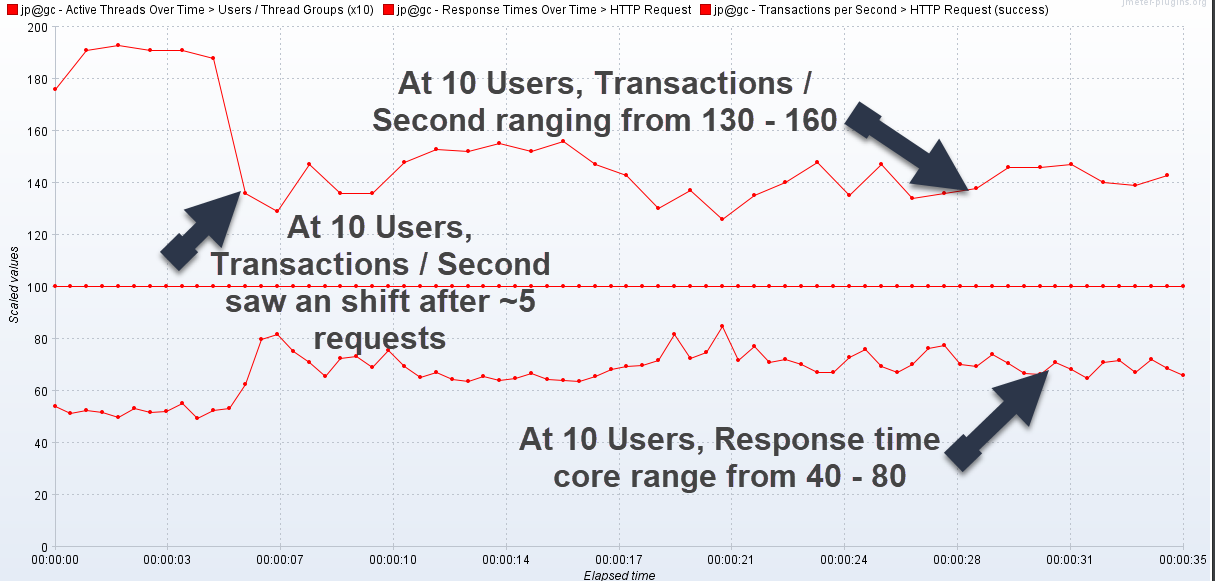 jp@gc - Active Threads Over Time > Users / Thread Groups (x10) jp@gc - Response Times Over Time > HTTP Request jp@gc - Transactions per Second > HTTP Request (success)
jmeter-plugins.org
200
180
160
140
120
100
80
60
40
20
0
Scaled values
At 10 Users, Transactions /
Second ranging from 130 - 160
At 10 Users,
Transactions / Second
saw an shift after ~5
requests
At 10 Users, Response time
core range from 40 - 80
00:00:00 00:00:03 00:00:07 00:00:10 00:00:14 00:00:17 00:00:21 00:00:24 00:00:28 00:00:31 00:00:35
Elapsed time